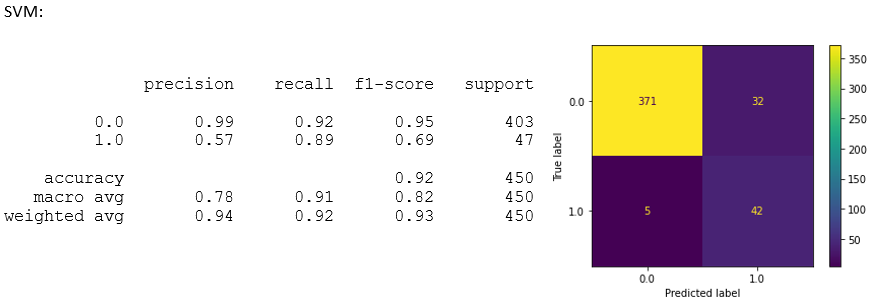 SVM:
precision recall f1-score support
0.0 0.99 0.92 0.95 403
1.0 0.57 0.89 0.69 47
accuracy 0.92 450
macro avg 0.78 0.91 0.82 450
weighted avg 0.94 0.92 0.93 450
True label
0.0
1.0
371 32
5 42
0.0 1.0
Predicted label
350
300
250
200
150
100
50